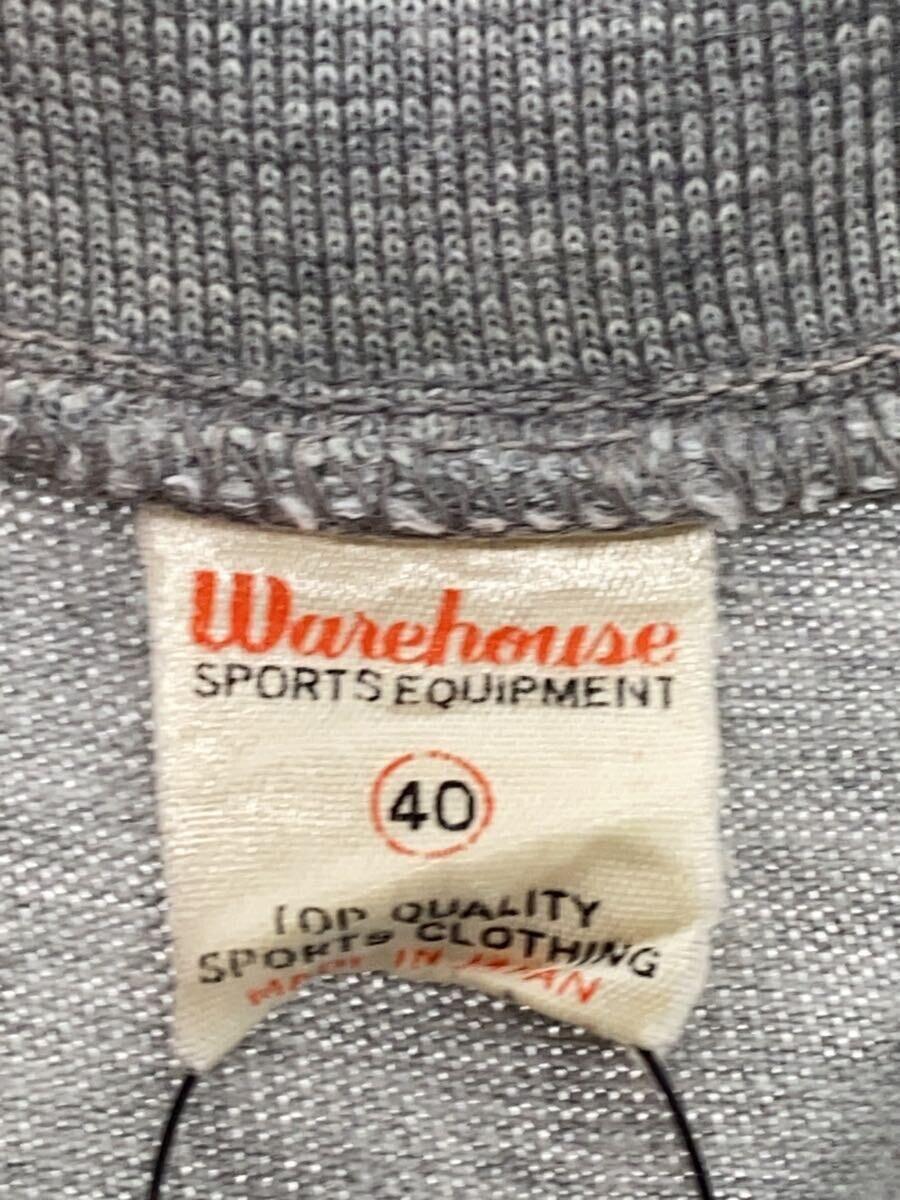 Warehouse
SPORTS EQUIPMENT
40
TOP QUALITY
SPORTS CLOTHING
MADE IN JAPAN